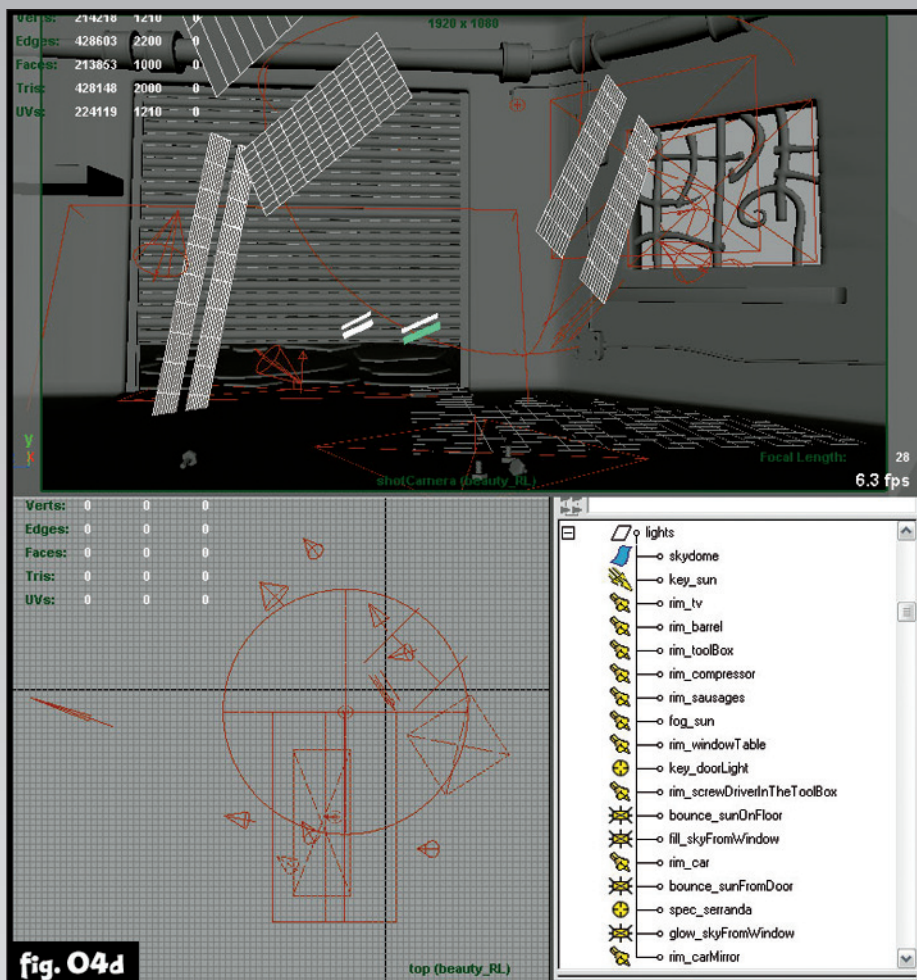 1920 x 1080
Verts: 214218 1210 0
Edges: 428603 2200 0
Faces: 213853 1000 0
Tris: 428148 2000 0
UVs: 224119 1210 0
y
x
Focal Length: 28
6.3 fps
shotCamera (beauty_RL)
Verts: 0 0 0
Edges: 0 0 0
Faces: 0 0 0
Tris: 0 0 0
UVs: 0 0 0
top (beauty_RL)
fig. 04d
lights
skydome
key_sun
rim_tv
rim_barrel
rim_toolBox
rim_compressor
rim_sausages
fog_sun
rim_windowTable
key_doorLight
rim_screwDriverInTheToolBox
bounce_sunOnFloor
fill_skyFromWindow
rim_car
bounce_sunFromDoor
spec_serranda
glow_skyFromWindow
rim_carMirror